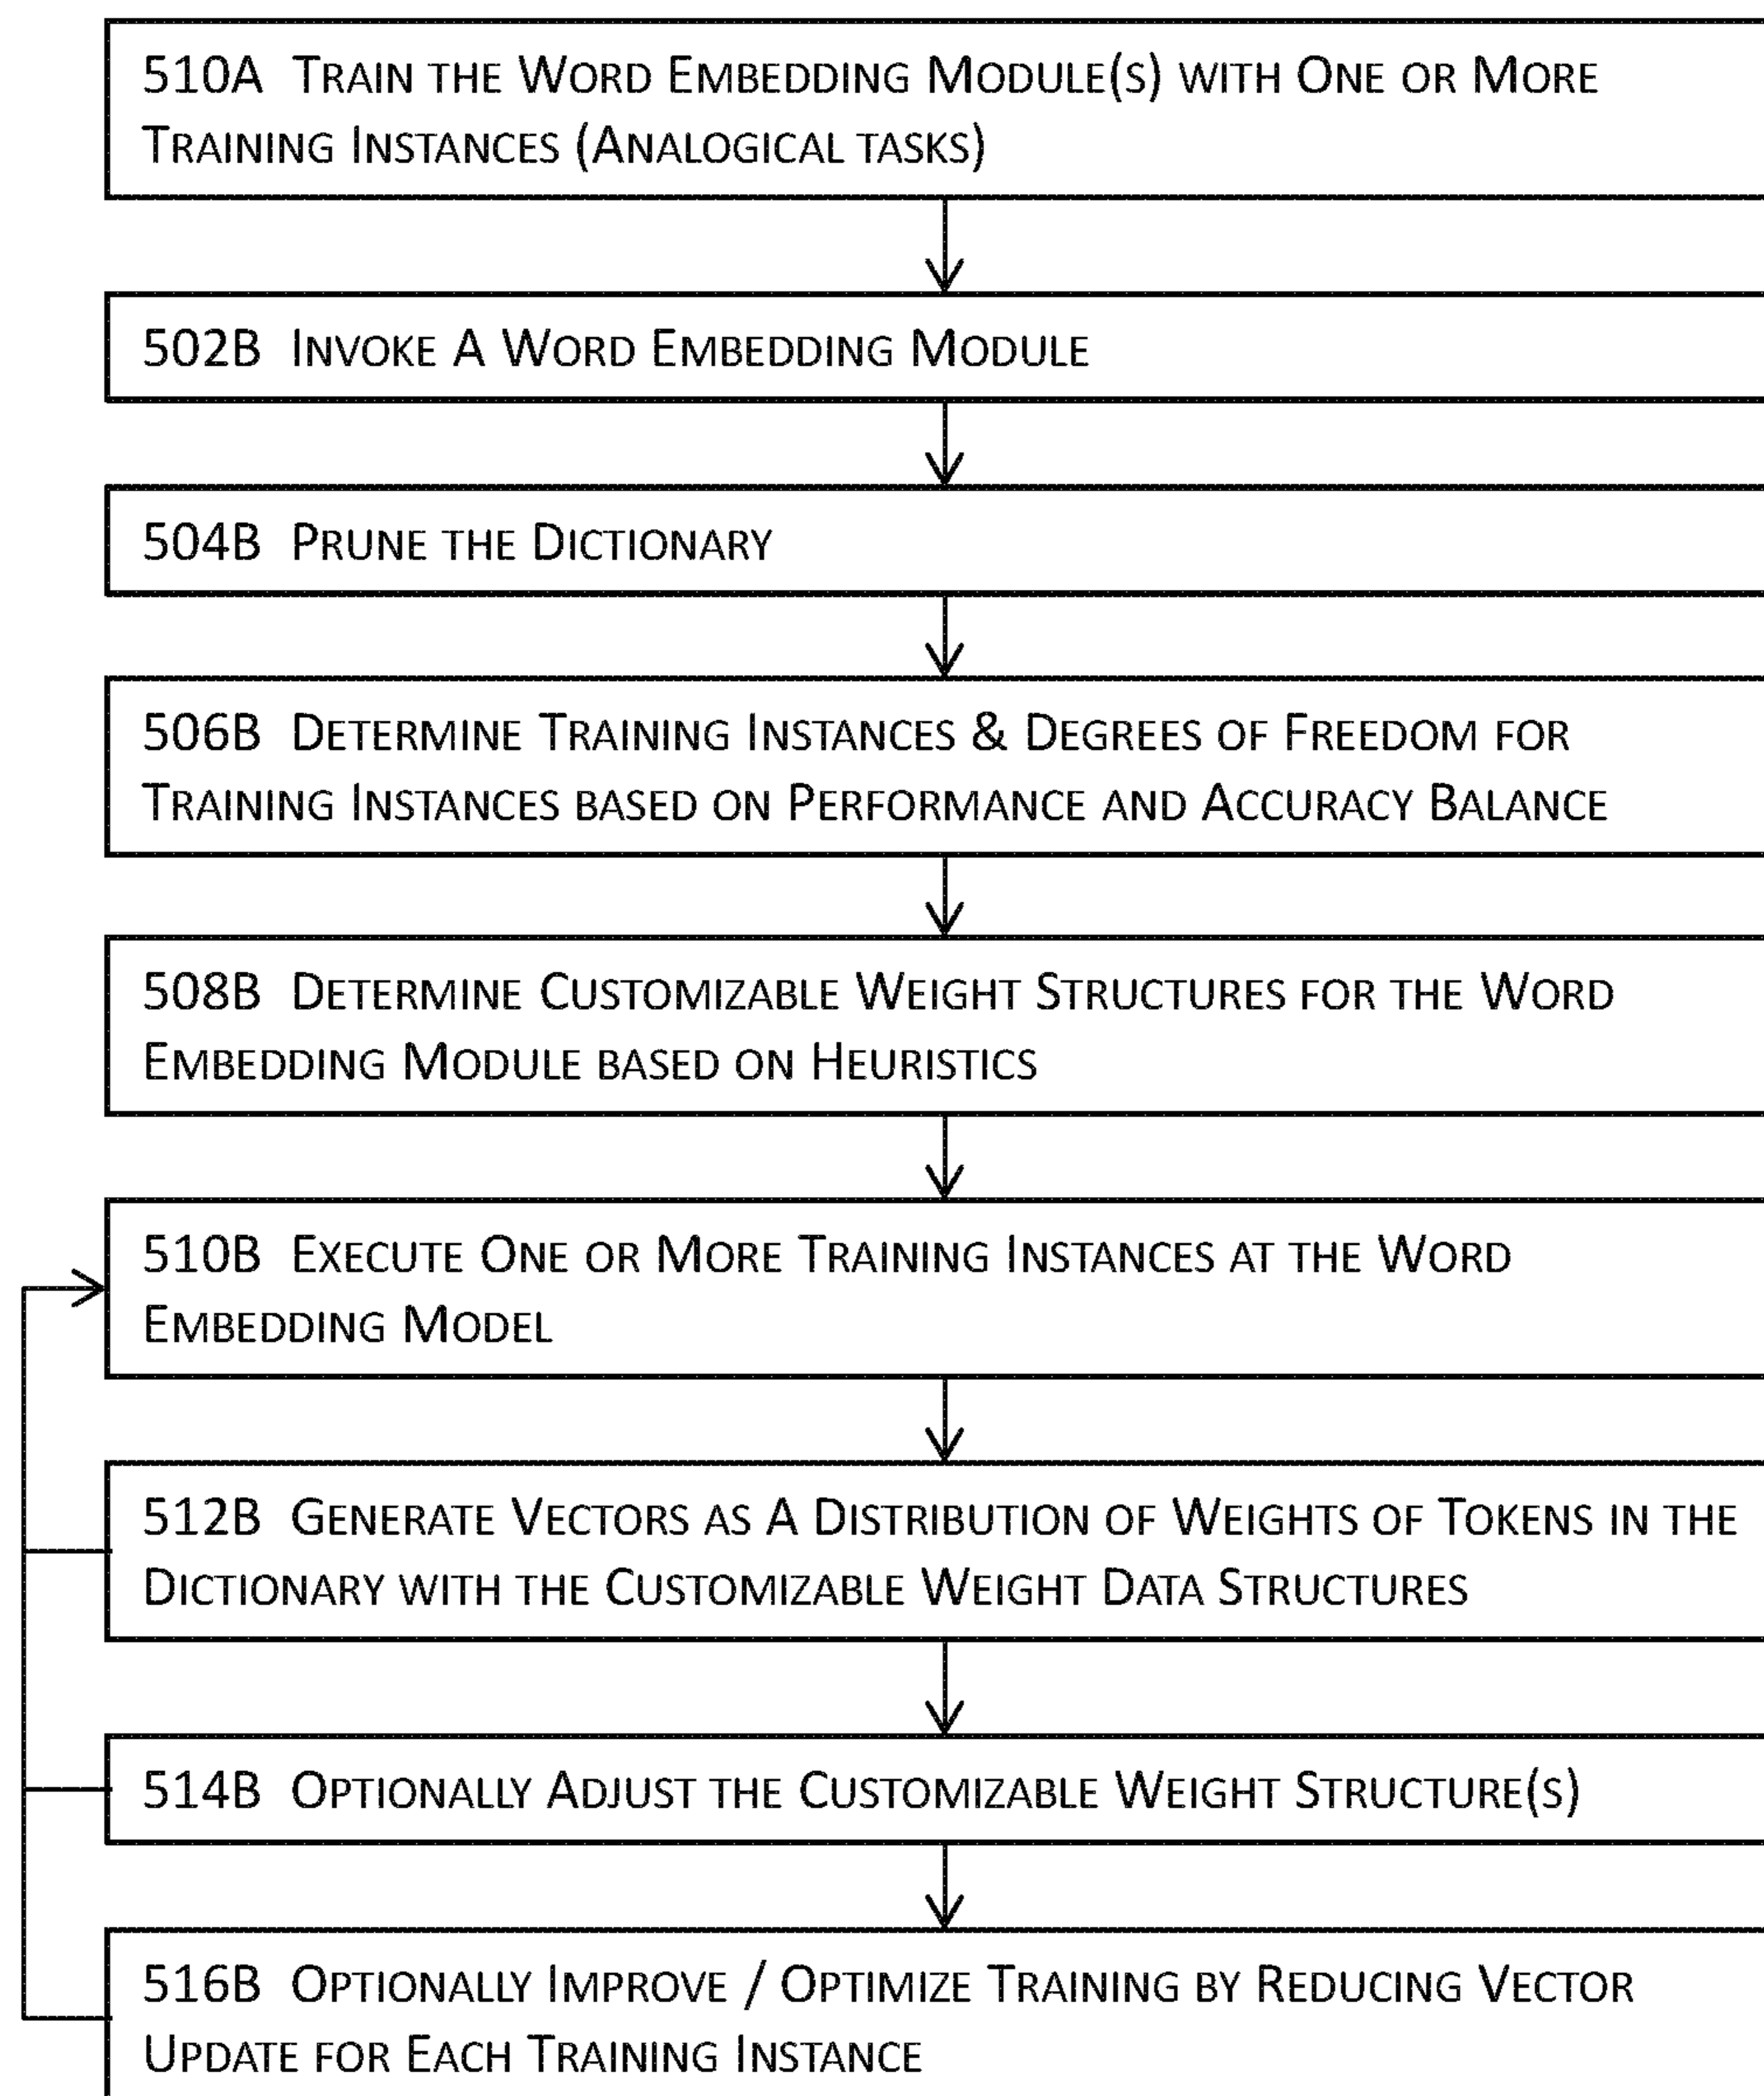 510A Train the Word Embedding Module(s) with One or More
Training Instances (Analogical tasks)
502B Invoke A Word Embedding Module
504B Prune the Dictionary
506B Determine Training Instances & Degrees of Freedom for
Training Instances based on Performance and Accuracy Balance
508B Determine Customizable Weight Structures for the Word
Embedding Module based on Heuristics
510B Execute One or More Training Instances at the Word
Embedding Model
512B Generate Vectors as A Distribution of Weights of Tokens in the
Dictionary with the Customizable Weight Data Structures
514B Optionally Adjust the Customizable Weight Structure(s)
516B Optionally Improve / Optimize Training by Reducing Vector
Update for Each Training Instance